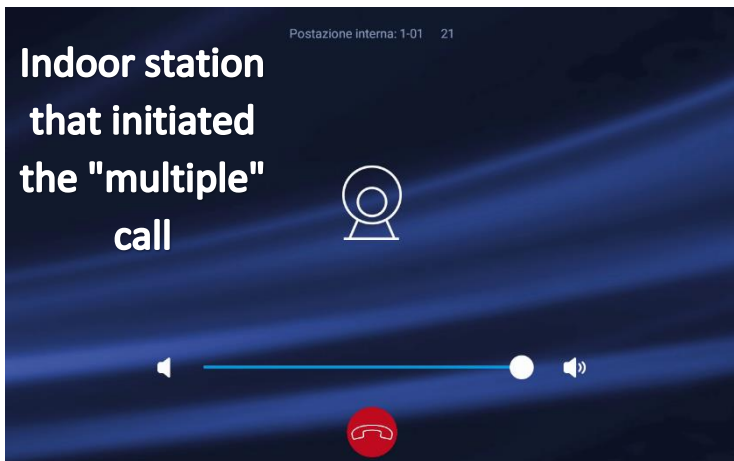 Postazione interna: 1-01 21
Indoor station
that initiated
the "multiple"
call